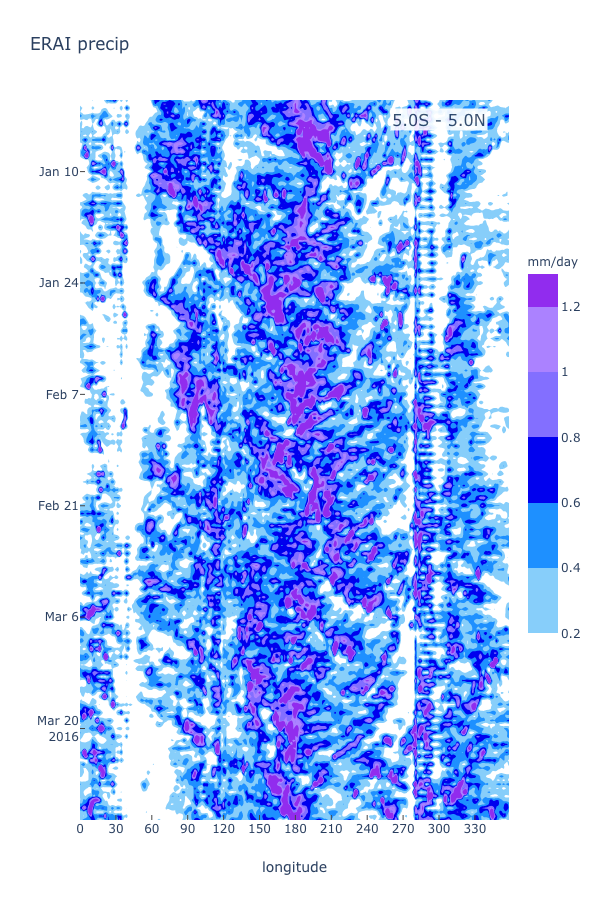 ERAI precip
5.0S - 5.0N
Jan 10
Jan 24
Feb 7
Feb 21
Mar 6
Mar 20
2016
mm/day
1.2
1
0.8
0.6
0.4
0.2
0 30 60 90 120 150 180 210 240 270 300 330
longitude